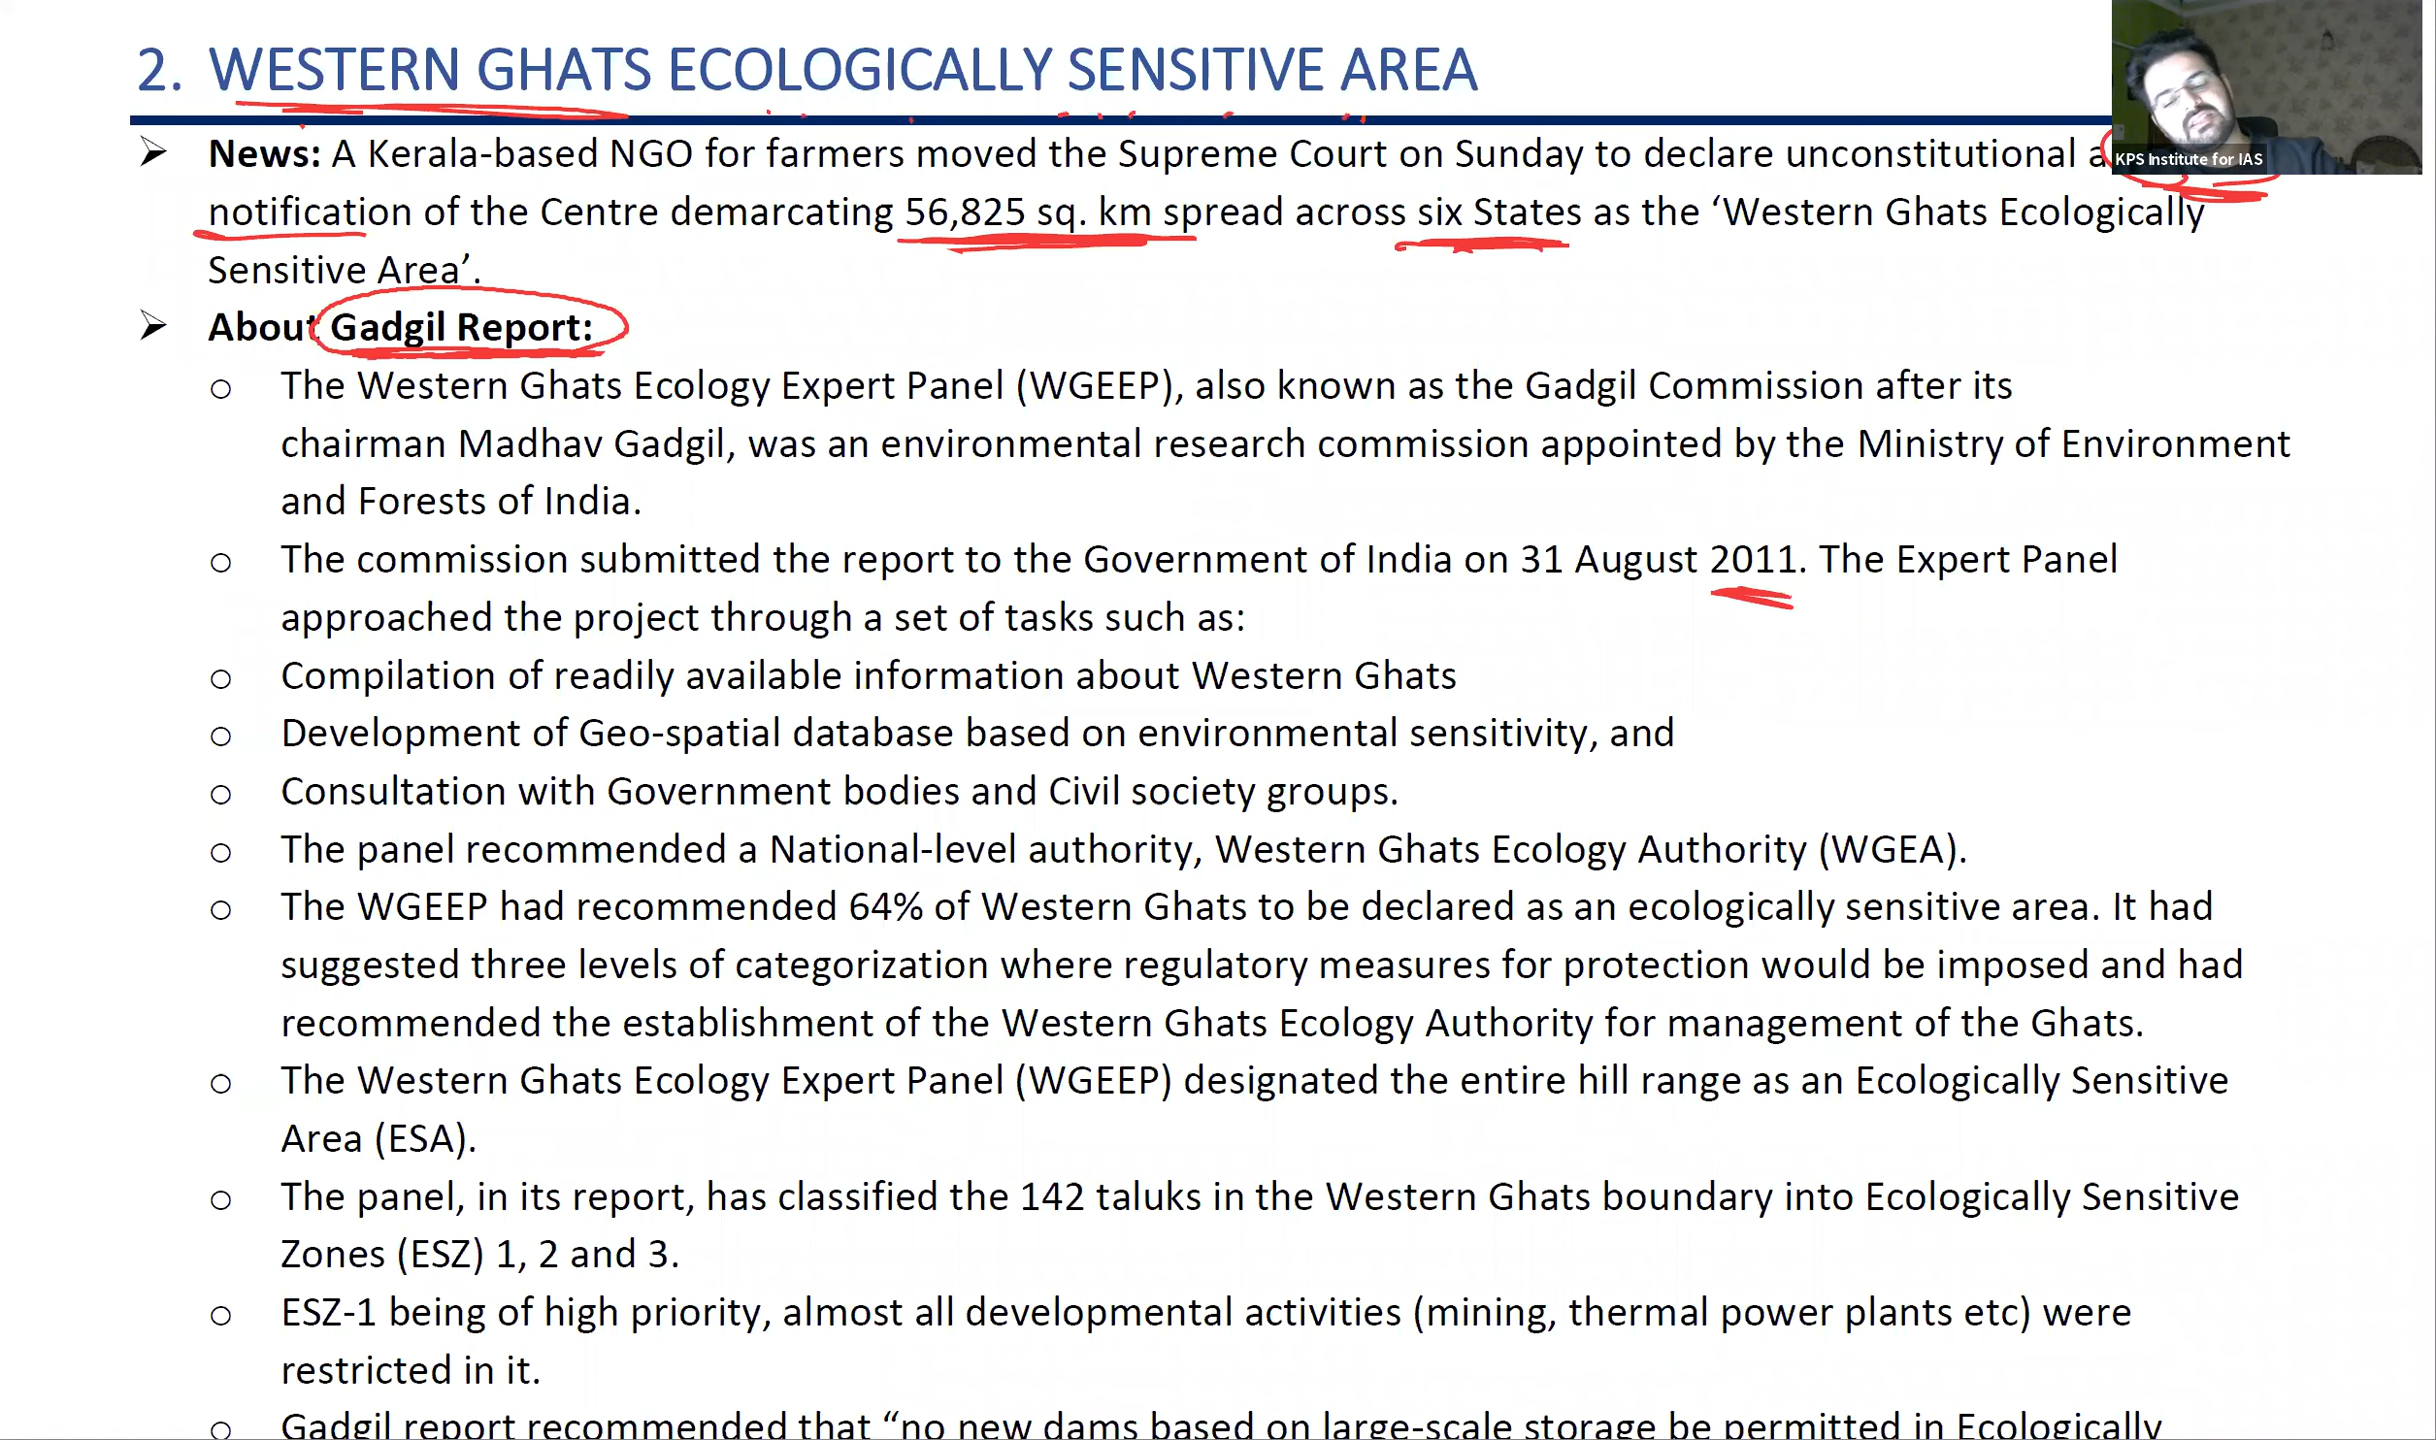 2. WESTERN GHATS ECOLOGICALLY SENSITIVE AREA
KPS Institute for IAS
➢ News: A Kerala-based NGO for farmers moved the Supreme Court on Sunday to declare unconstitutional
notification of the Centre demarcating 56,825 sq. km spread across six States as the ‘Western Ghats Ecologically
Sensitive Area’.
➢ About Gadgil Report:
o The Western Ghats Ecology Expert Panel (WGEEP), also known as the Gadgil Commission after its
chairman Madhav Gadgil, was an environmental research commission appointed by the Ministry of Environment
and Forests of India.
o The commission submitted the report to the Government of India on 31 August 2011. The Expert Panel
approached the project through a set of tasks such as:
o Compilation of readily available information about Western Ghats
o Development of Geo-spatial database based on environmental sensitivity, and
o Consultation with Government bodies and Civil society groups.
o The panel recommended a National-level authority, Western Ghats Ecology Authority (WGEA).
o The WGEEP had recommended 64% of Western Ghats to be declared as an ecologically sensitive area. It had
suggested three levels of categorization where regulatory measures for protection would be imposed and had
recommended the establishment of the Western Ghats Ecology Authority for management of the Ghats.
o The Western Ghats Ecology Expert Panel (WGEEP) designated the entire hill range as an Ecologically Sensitive
Area (ESA).
o The panel, in its report, has classified the 142 taluks in the Western Ghats boundary into Ecologically Sensitive
Zones (ESZ) 1, 2 and 3.
o ESZ-1 being of high priority, almost all developmental activities (mining, thermal power plants etc) were
restricted in it.
o Gadgil report recommended that “no new dams based on large-scale storage be permitted in Ecologically